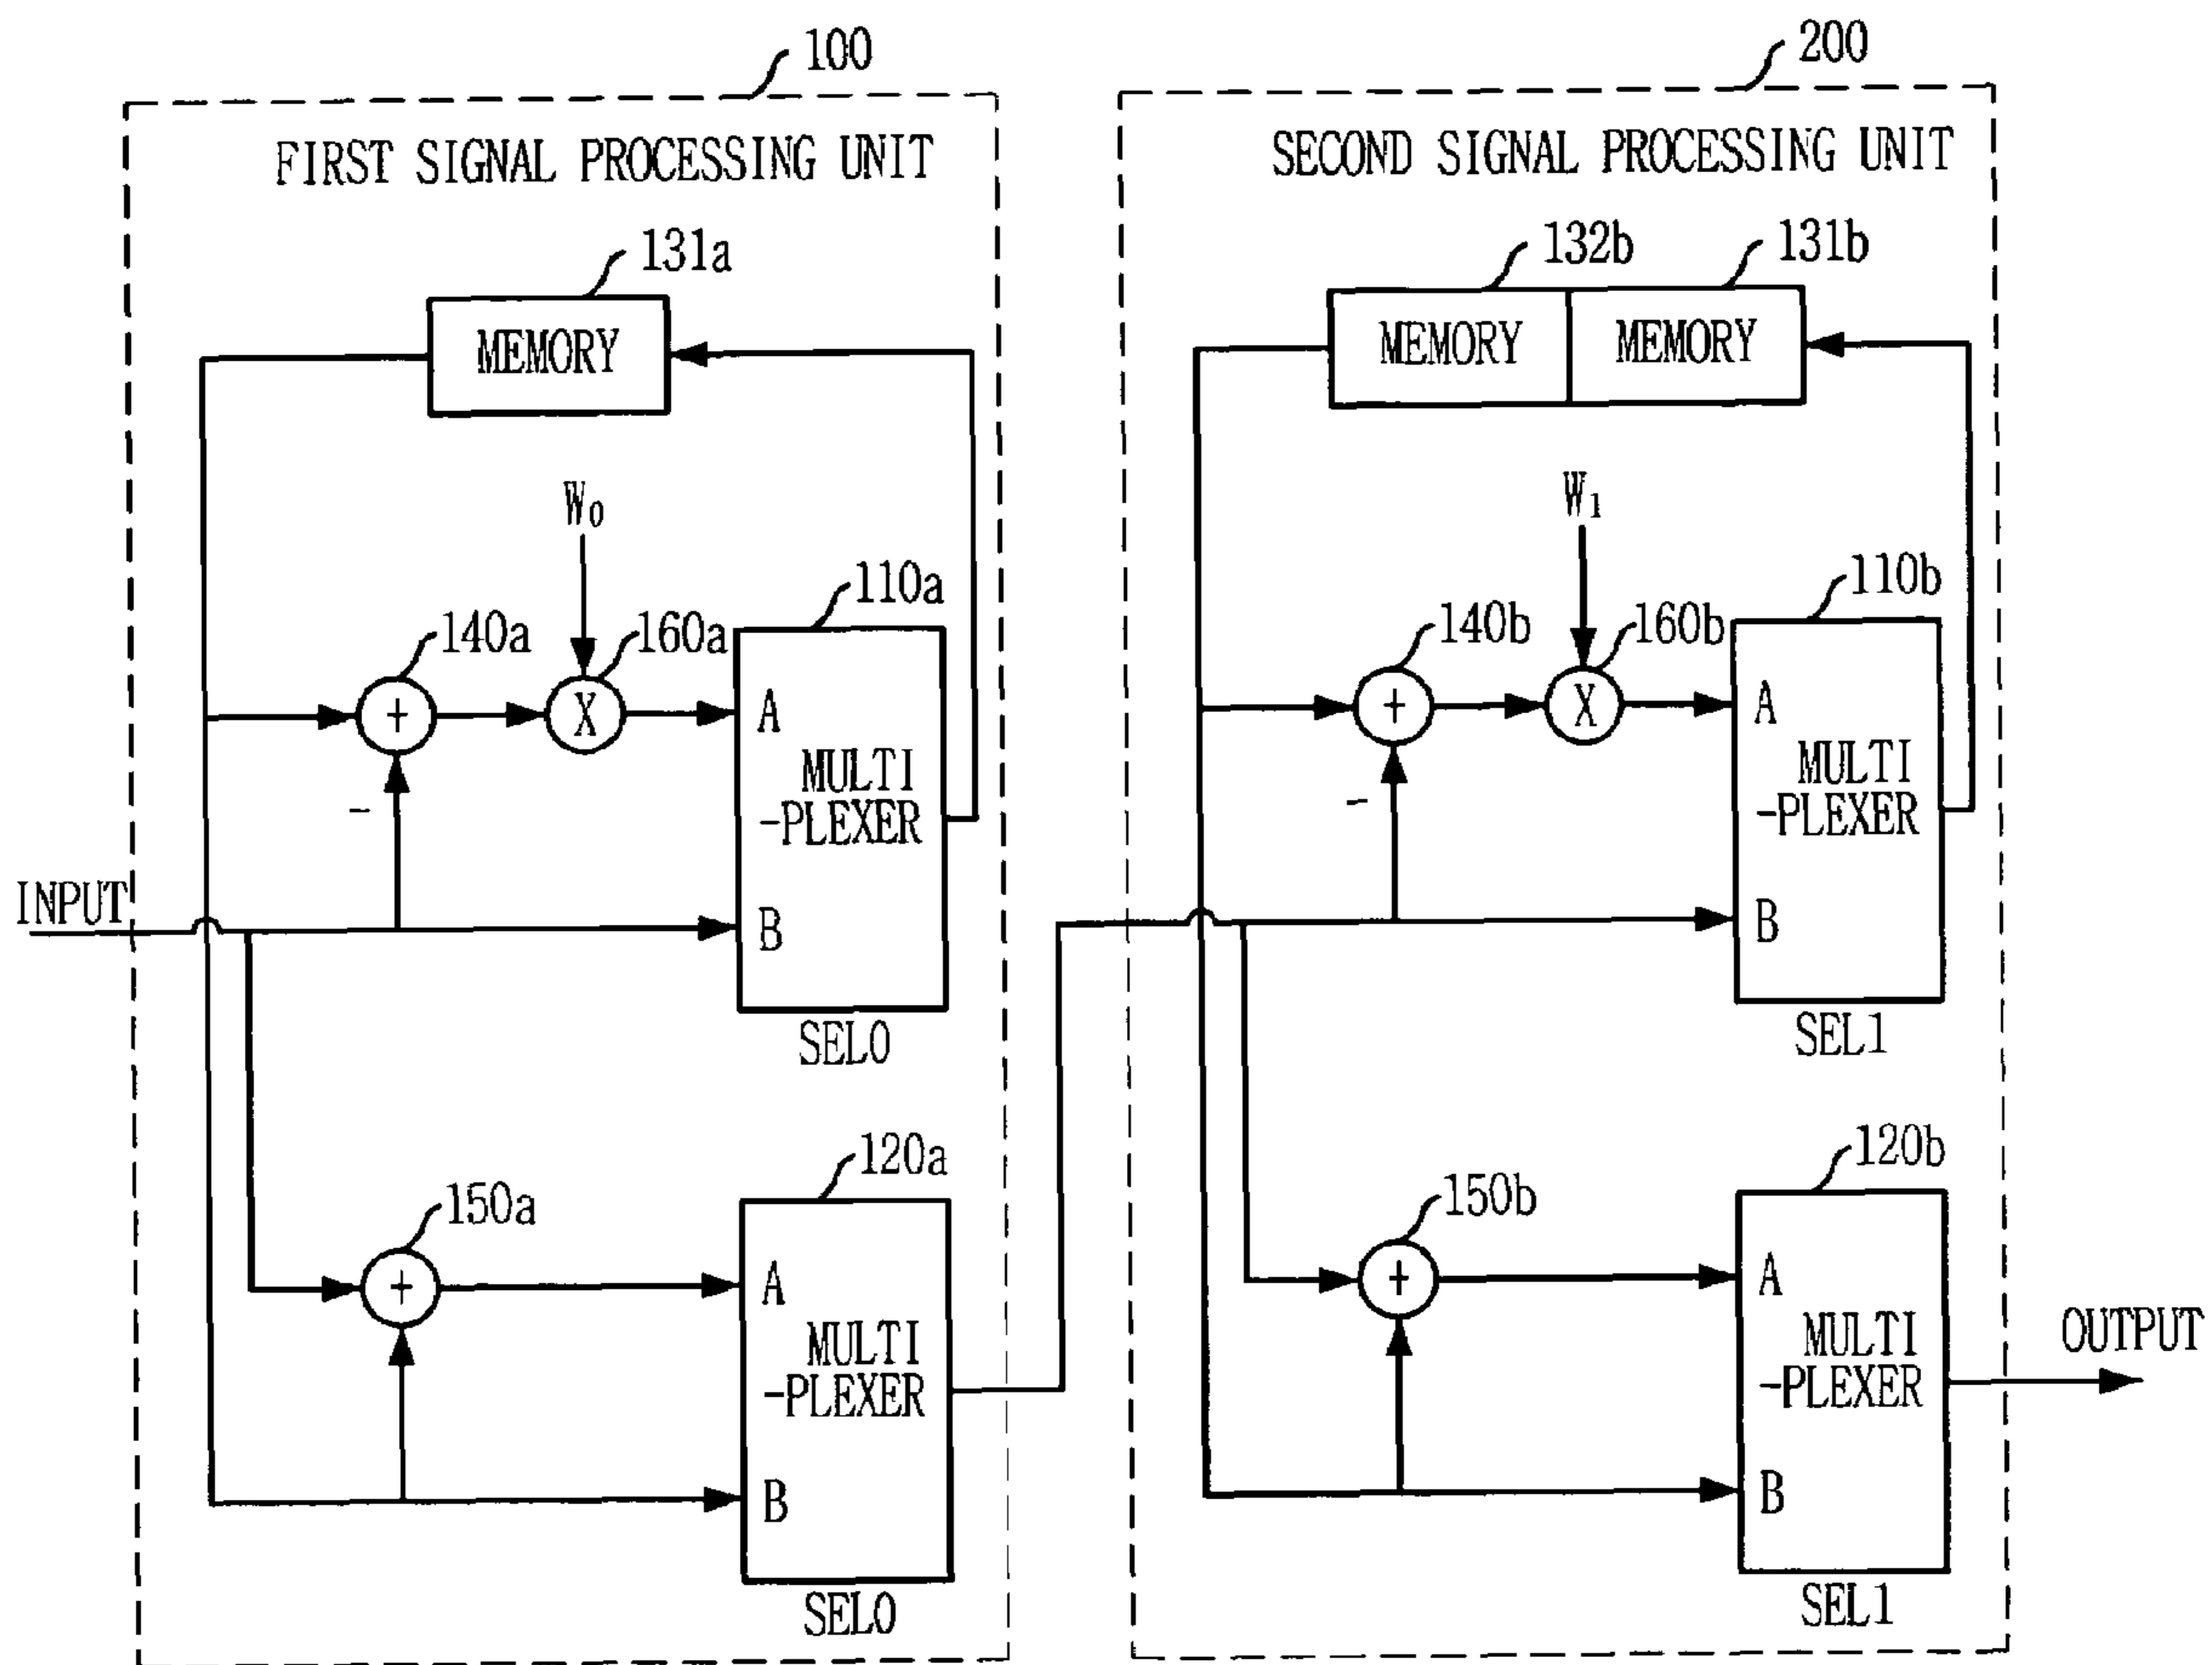 100
200
FIRST SIGNAL PROCESSING UNIT
SECOND SIGNAL PROCESSING UNIT
131a
132b
131b
MEMORY
MEMORY
MEMORY
W0
W1
140a
160a
110a
140b
160b
110b
+
X
A
+
X
A
MULTI
-PLEXER
MULTI
-PLEXER
-
-
INPUT
B
B
SEL0
SEL1
150a
120a
150b
120b
+
A
+
A
MULTI
-PLEXER
MULTI
-PLEXER
OUTPUT
B
B
SEL0
SEL1